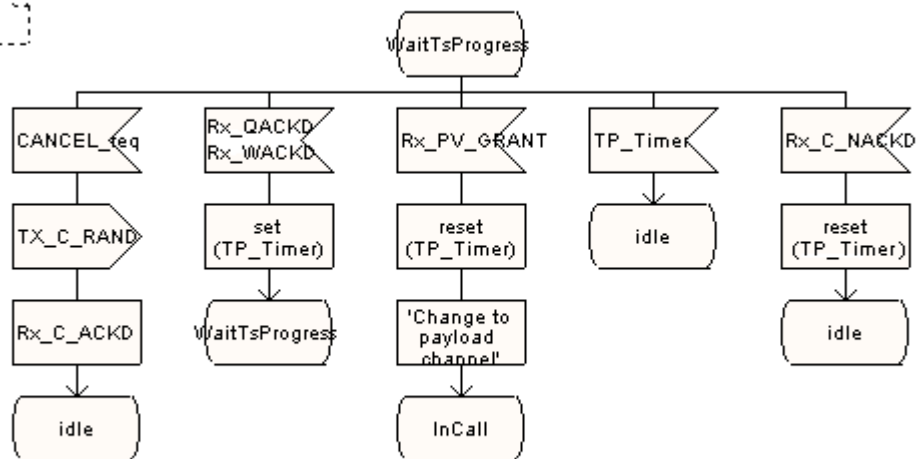 WaitTsProgress
CANCEL_req
Rx_QACKD
Rx_WACKD
Rx_PV_GRANT
TP_Timer
Rx_C_NACKD
TX_C_RAND
set
(TP_Timer)
reset
(TP_Timer)
idle
reset
(TP_Timer)
Rx_C_ACKD
WaitTsProgress
'Change to
payload
channel'
idle
idle
InCall